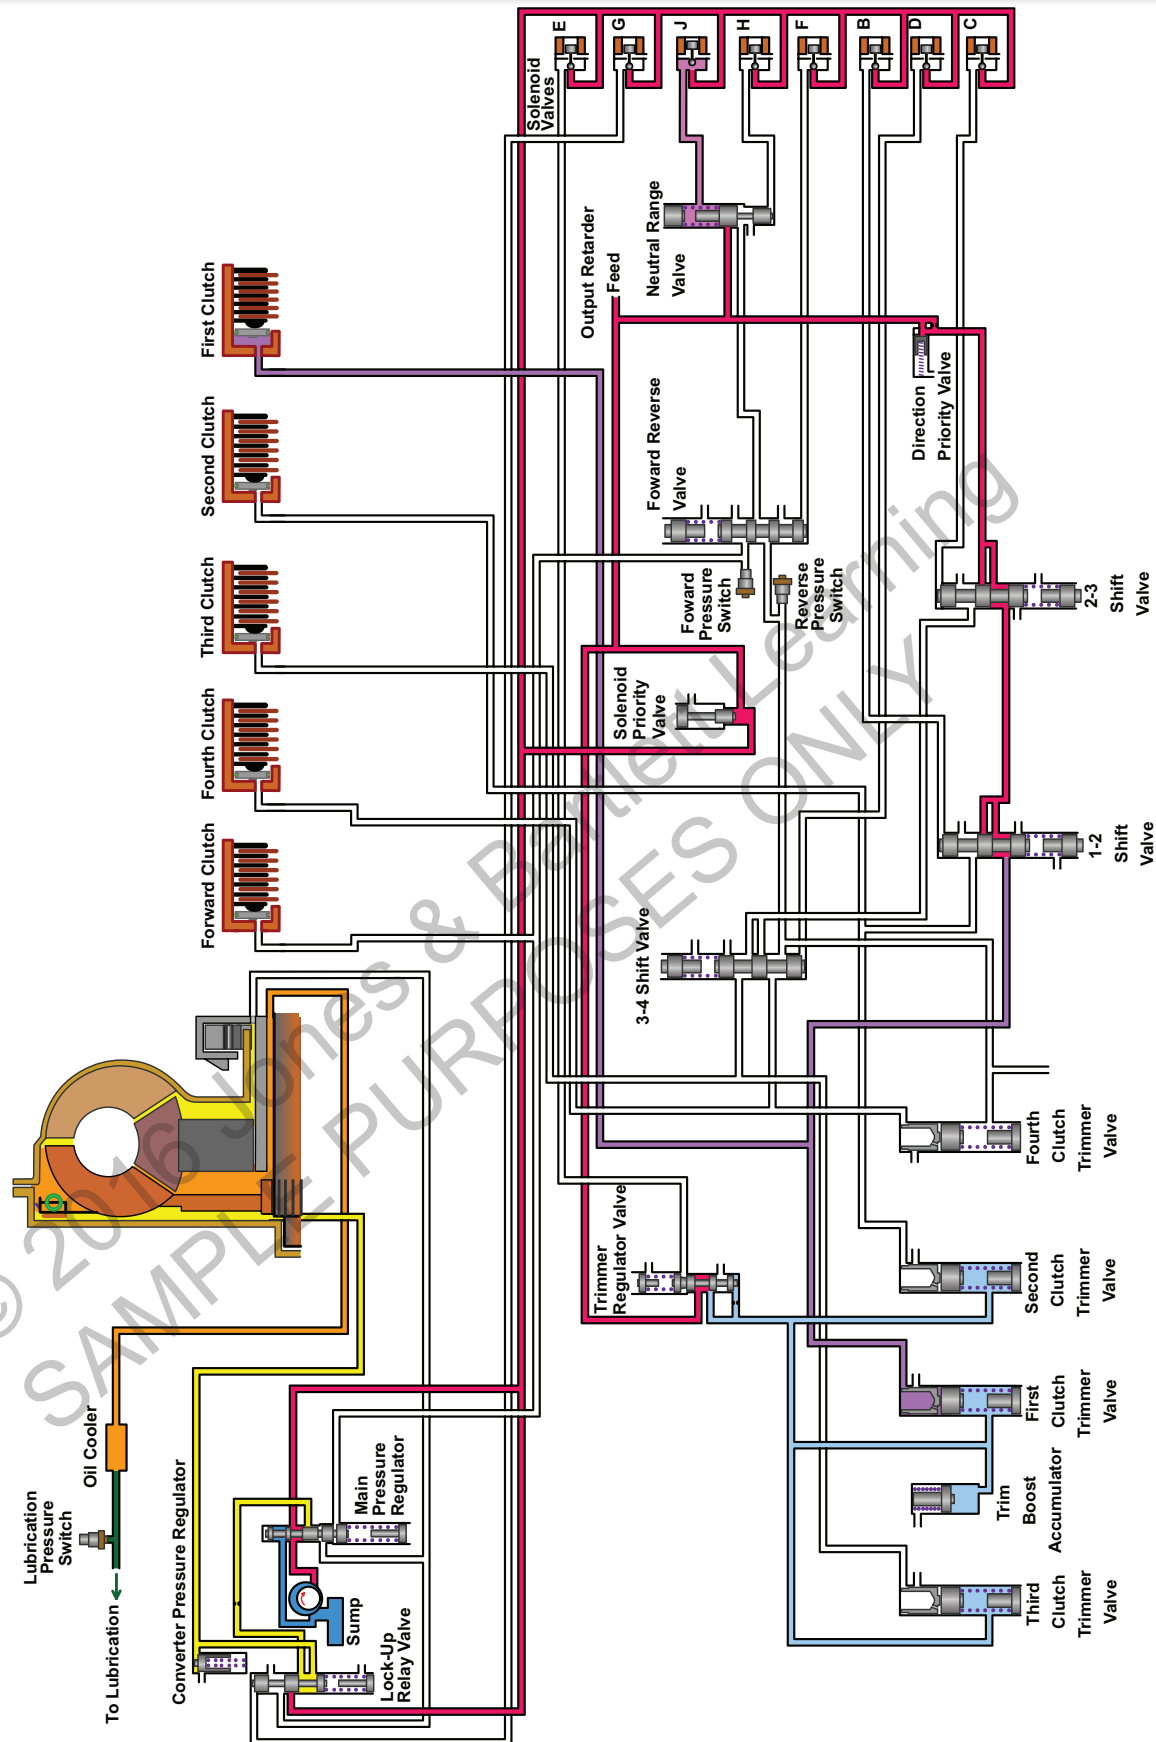 E
G
J
H
F
B
D
C
Solenoid
Valves
Output Retarder
Feed
Neutral Range
Valve
First Clutch
Second Clutch
Third Clutch
Fourth Clutch
Forward Clutch
Foward Reverse
Valve
Direction
Priority Valve
Foward
Pressure
Switch
Reverse
Pressure
Switch
2-3
Shift
Valve
Solenoid
Priority
Valve
1-2
Shift
Valve
3-4 Shift Valve
Fourth
Clutch
Trimmer
Valve
Trimmer
Regulator Valve
Second
Clutch
Trimmer
Valve
First
Clutch
Trimmer
Valve
Trim
Boost
Accumulator
Third
Clutch
Trimmer
Valve
Oil Cooler
Lubrication
Pressure
Switch
To Lubrication
Converter Pressure Regulator
Main
Pressure
Regulator
Sump
Lock-Up
Relay Valve
© 2016 Jones & Bartlett Learning
SAMPLE PURPOSES ONLY